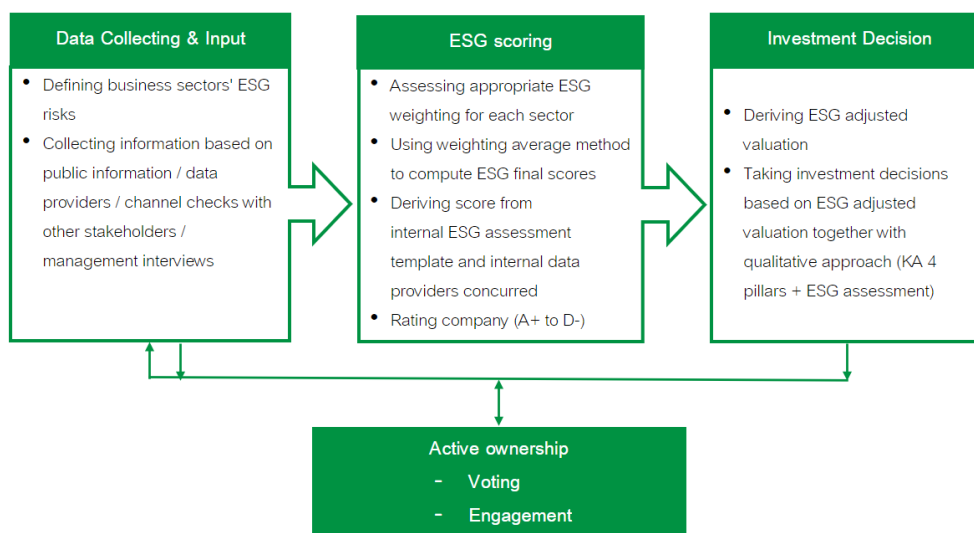 Data Collecting & Input
• Defining business sectors' ESG
risks
• Collecting information based on
public information / data
providers / channel checks with
other stakeholders /
management interviews
ESG scoring
• Assessing appropriate ESG
weighting for each sector
• Using weighting average method
to compute ESG final scores
• Deriving score from
internal ESG assessment
template and internal data
providers concurred
• Rating company (A+ to D-)
Investment Decision
• Deriving ESG adjusted
valuation
• Taking investment decisions
based on ESG adjusted
valuation together with
qualitative approach (KA 4
pillars + ESG assessment)
Active ownership
- Voting
- Engagement